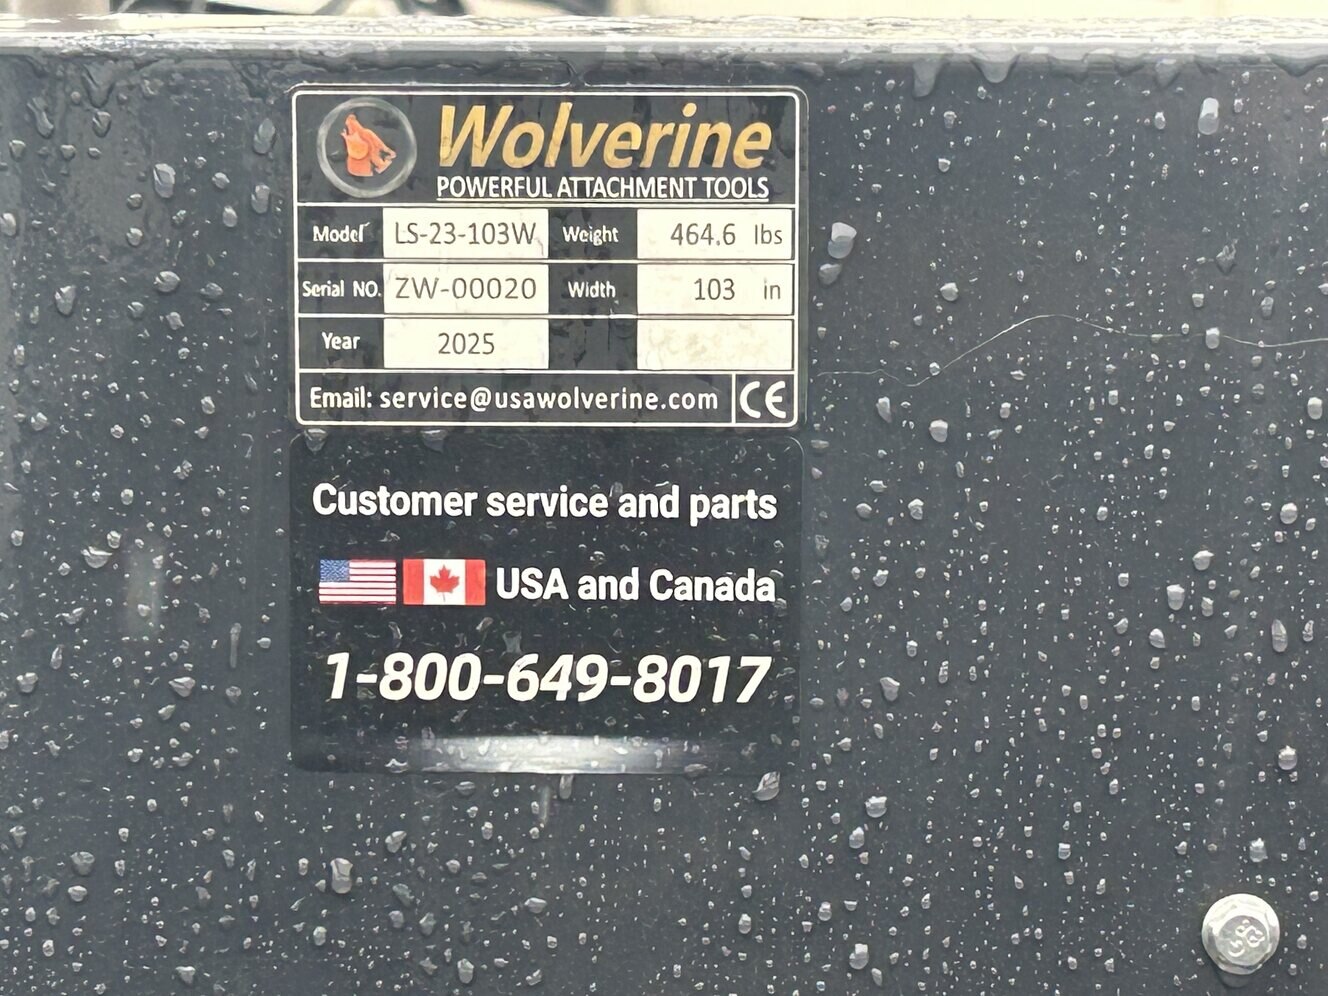 Wolverine
POWERFUL ATTACHMENT TOOLS
Model LS-23-103W Weight 464.6 lbs
Serial NO. ZW-00020 Width 103 in
Year 2025
Email: service@usawolverine.com CE
Customer service and parts
USA and Canada
1-800-649-8017